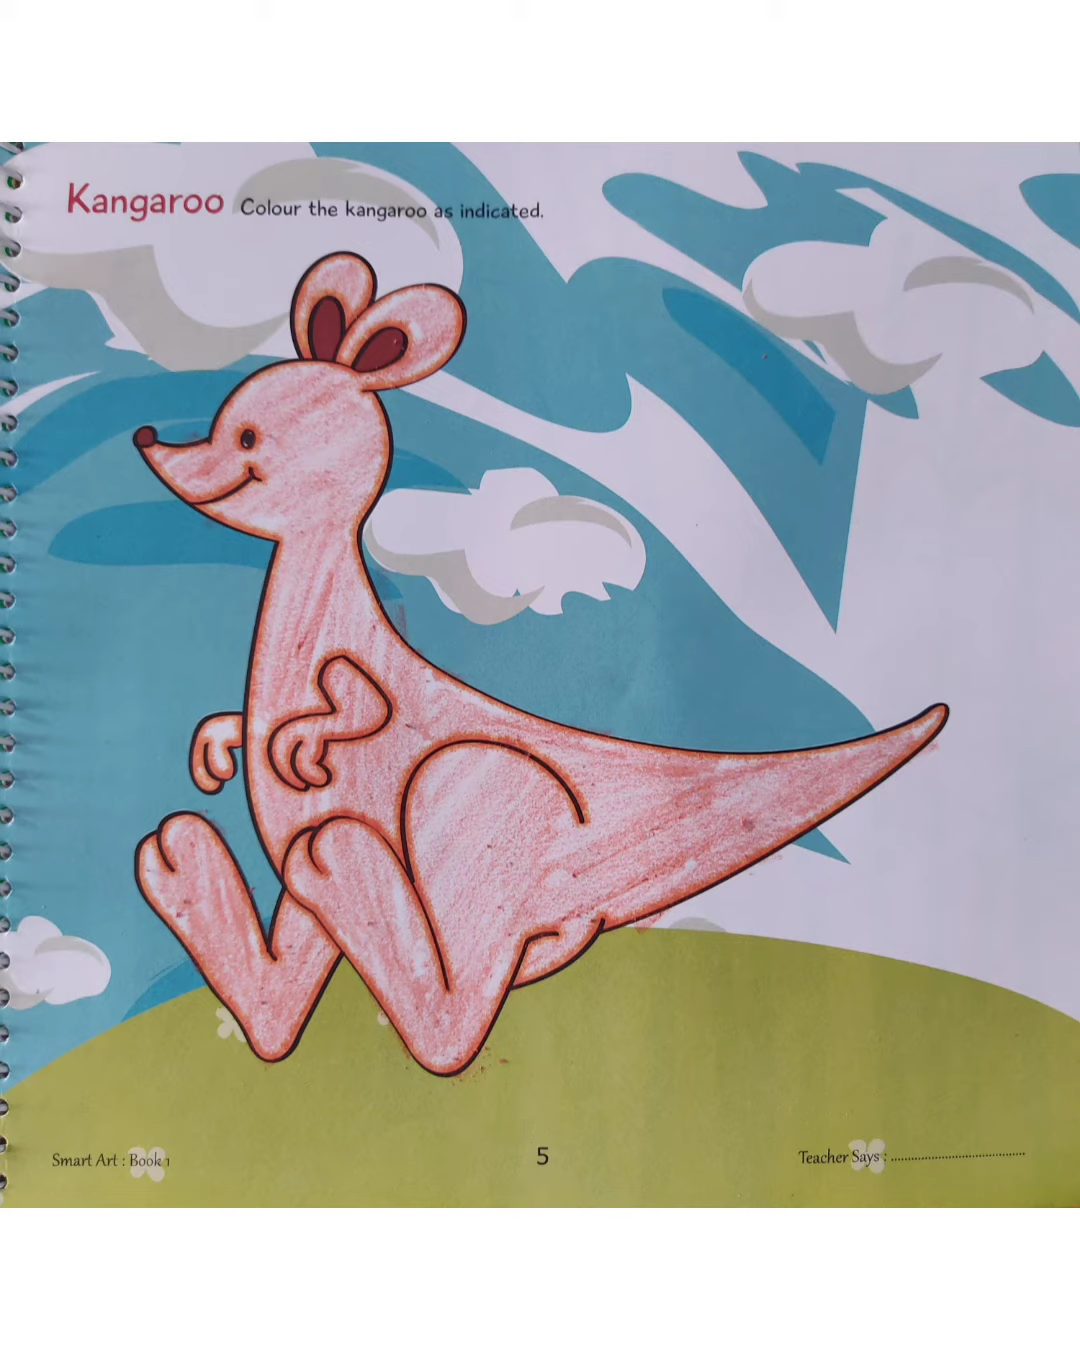 Kangaroo Colour the kangaroo as indicated.
Smart Art : Book 1
5
Teacher Says : ..............................................